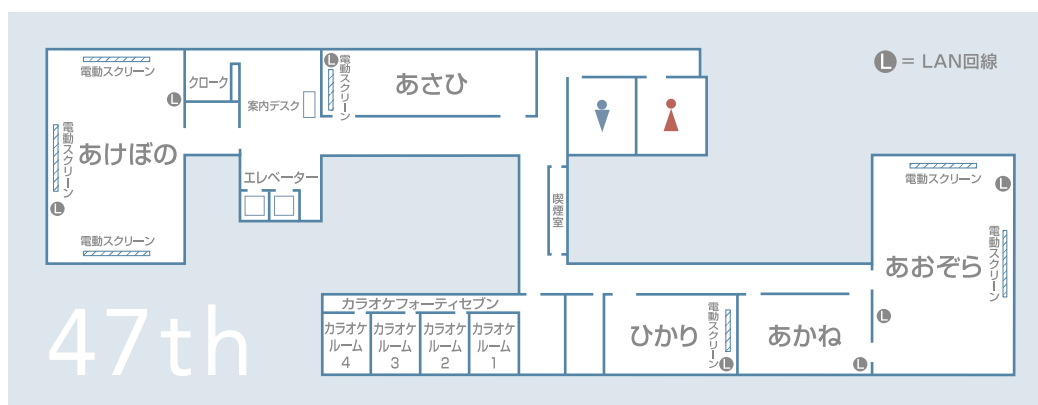 L = LAN回線
電動スクリーン
クローク
L
案内デスク
L
電動スクリーン
あさひ
電動スクリーン
あけぼの
エレベーター
L
電動スクリーン
喫煙室
電動スクリーン
L
電動スクリーン
あおぞら
L
47th
カラオケフォーティセブン
カラオケ
ルーム
4
カラオケ
ルーム
3
カラオケ
ルーム
2
カラオケ
ルーム
1
ひかり
電動スクリーン
L
あかね
L